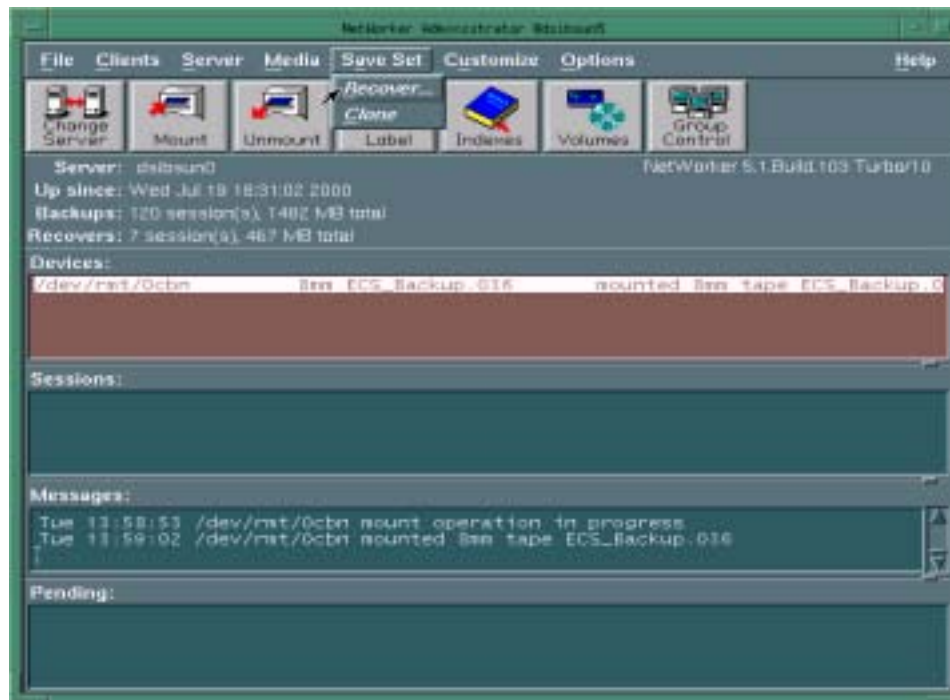 NetWorker Administrator
File Clients Server Media Save Set Customize Options Help
Recover...
Clone
Change Server
Mount
Unmount
Label
Indexes
Volumes
Group Control
Server:
NetWorker 5.1.Build.103 Turbo/10
Up since: Wed Jul 19 18:31:02 2000
Backups: 120 session(s), 1482 MB total
Recovers: 7 session(s), 467 MB total
Devices:
/dev/rmt/0cbn 8mm ECS_Backup.016 mounted 8mm tape ECS_Backup.0
Sessions:
Messages:
Tue 13:58:53 /dev/rmt/0cbn mount operation in progress
Tue 13:59:02 /dev/rmt/0cbn mounted 8mm tape ECS_Backup.016
Pending: